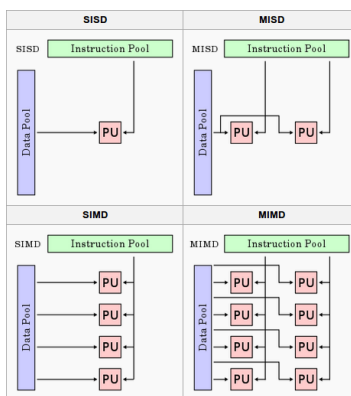 SISD
MISD
SISD Instruction Pool
Data Pool
PU
MISD Instruction Pool
Data Pool
PU PU
SIMD
MIMD
SIMD Instruction Pool
Data Pool
PU
PU
PU
PU
MIMD Instruction Pool
Data Pool
PU PU
PU PU
PU PU
PU PU